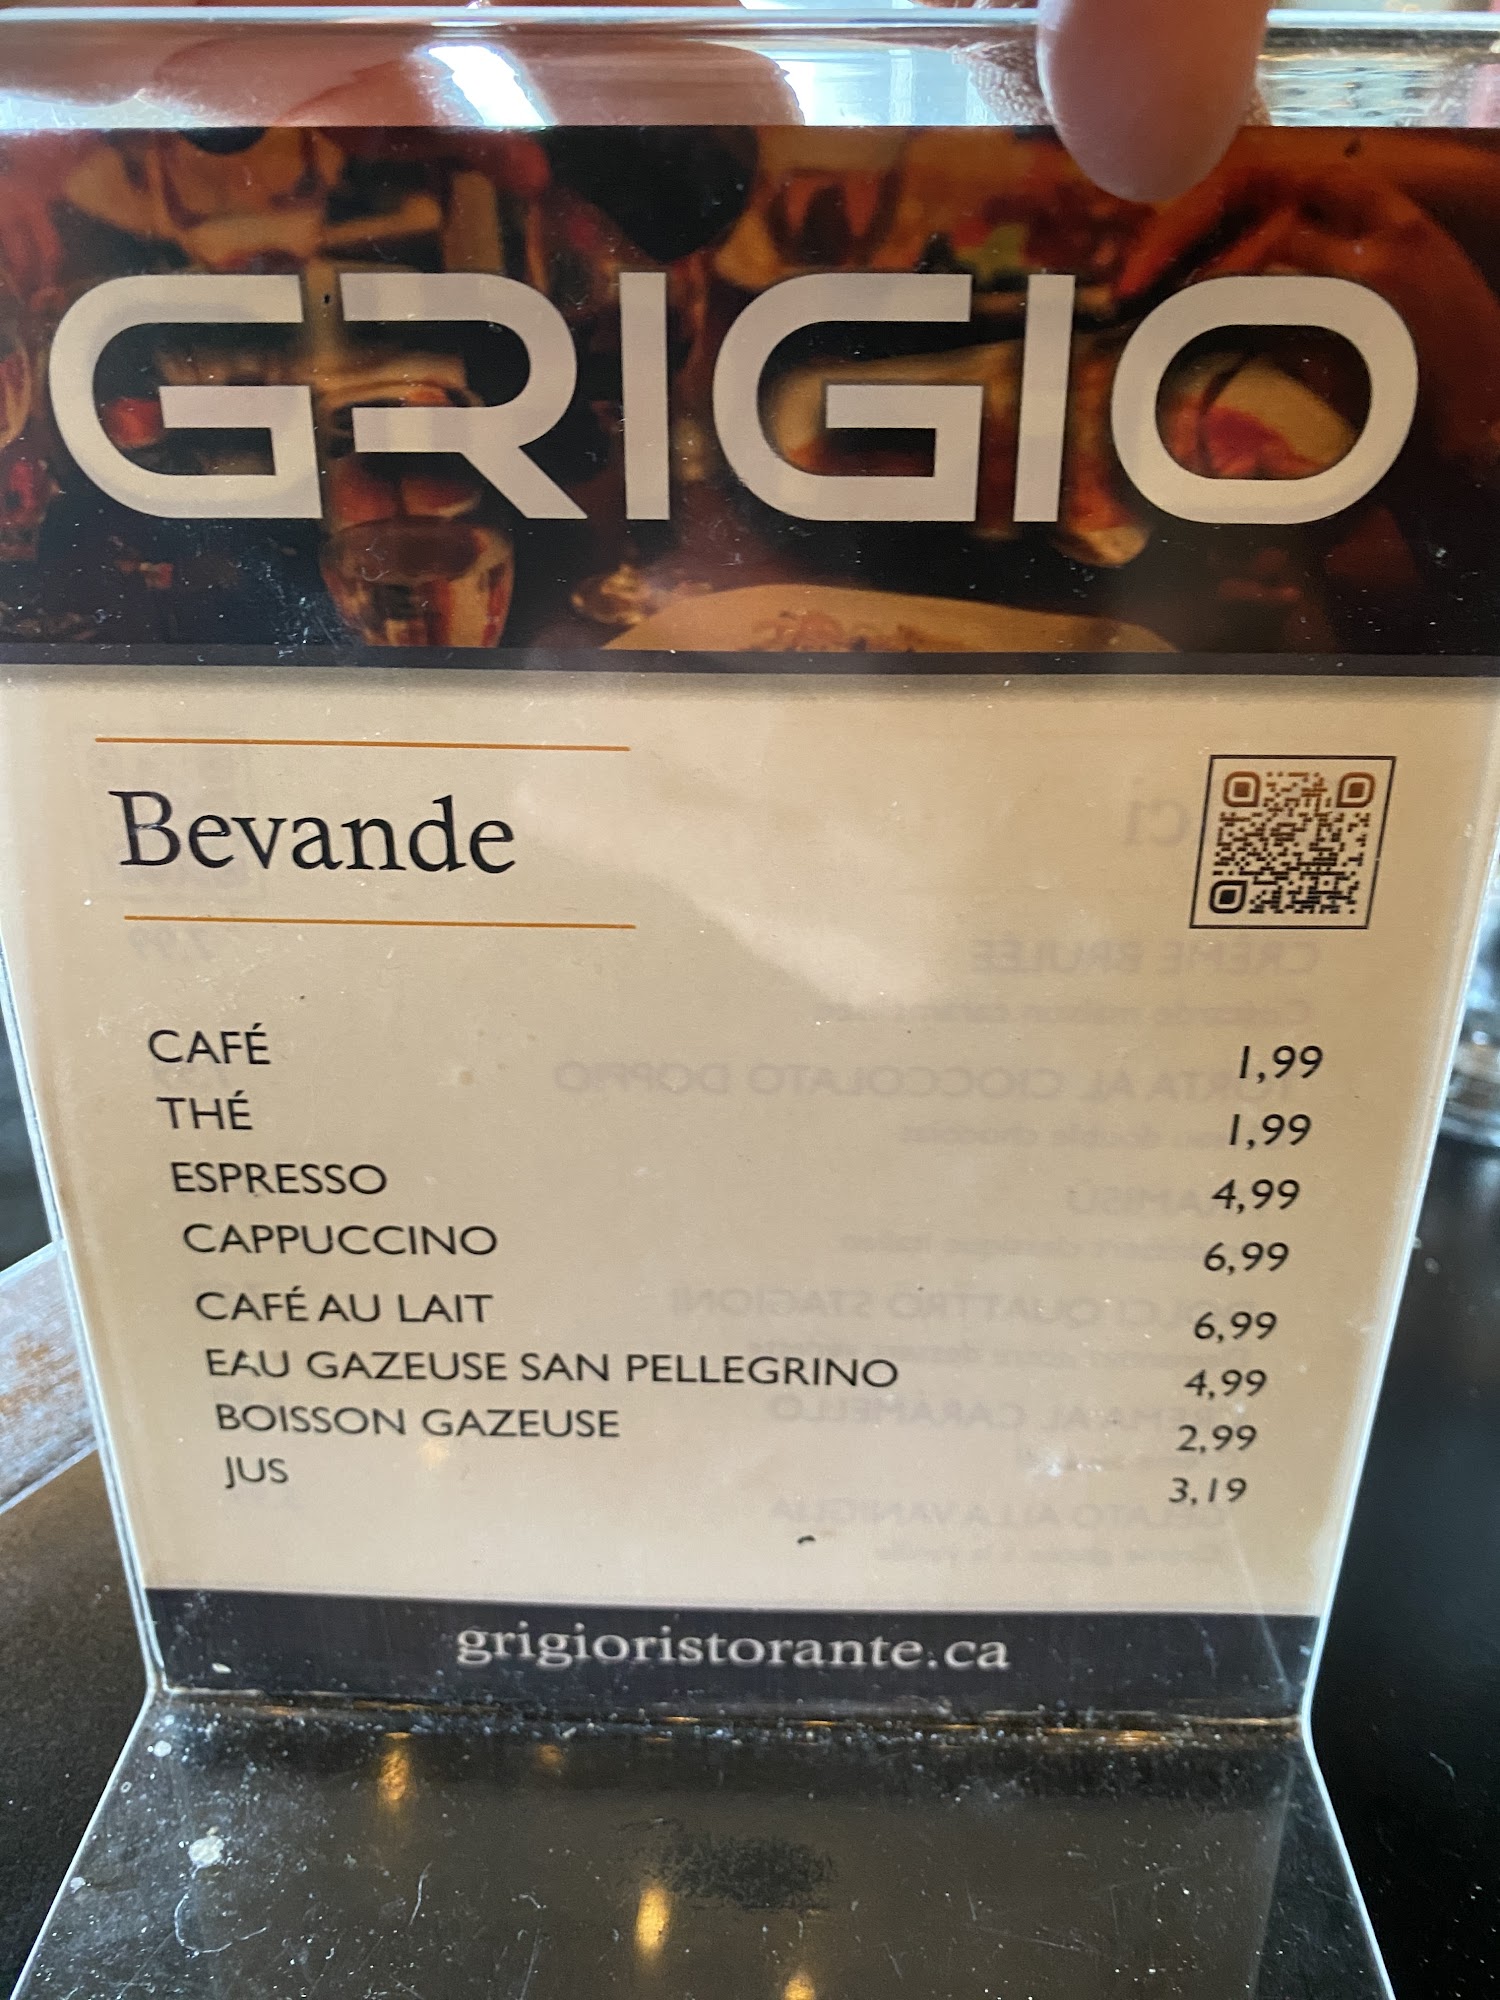 GRIGIO
Bevande
CAFÉ 1,99
THÉ 1,99
ESPRESSO 4,99
CAPPUCCINO 6,99
CAFÉ AU LAIT 6,99
EAU GAZEUSE SAN PELLEGRINO 4,99
BOISSON GAZEUSE 2,99
JUS 3,19
grigioristorante.ca